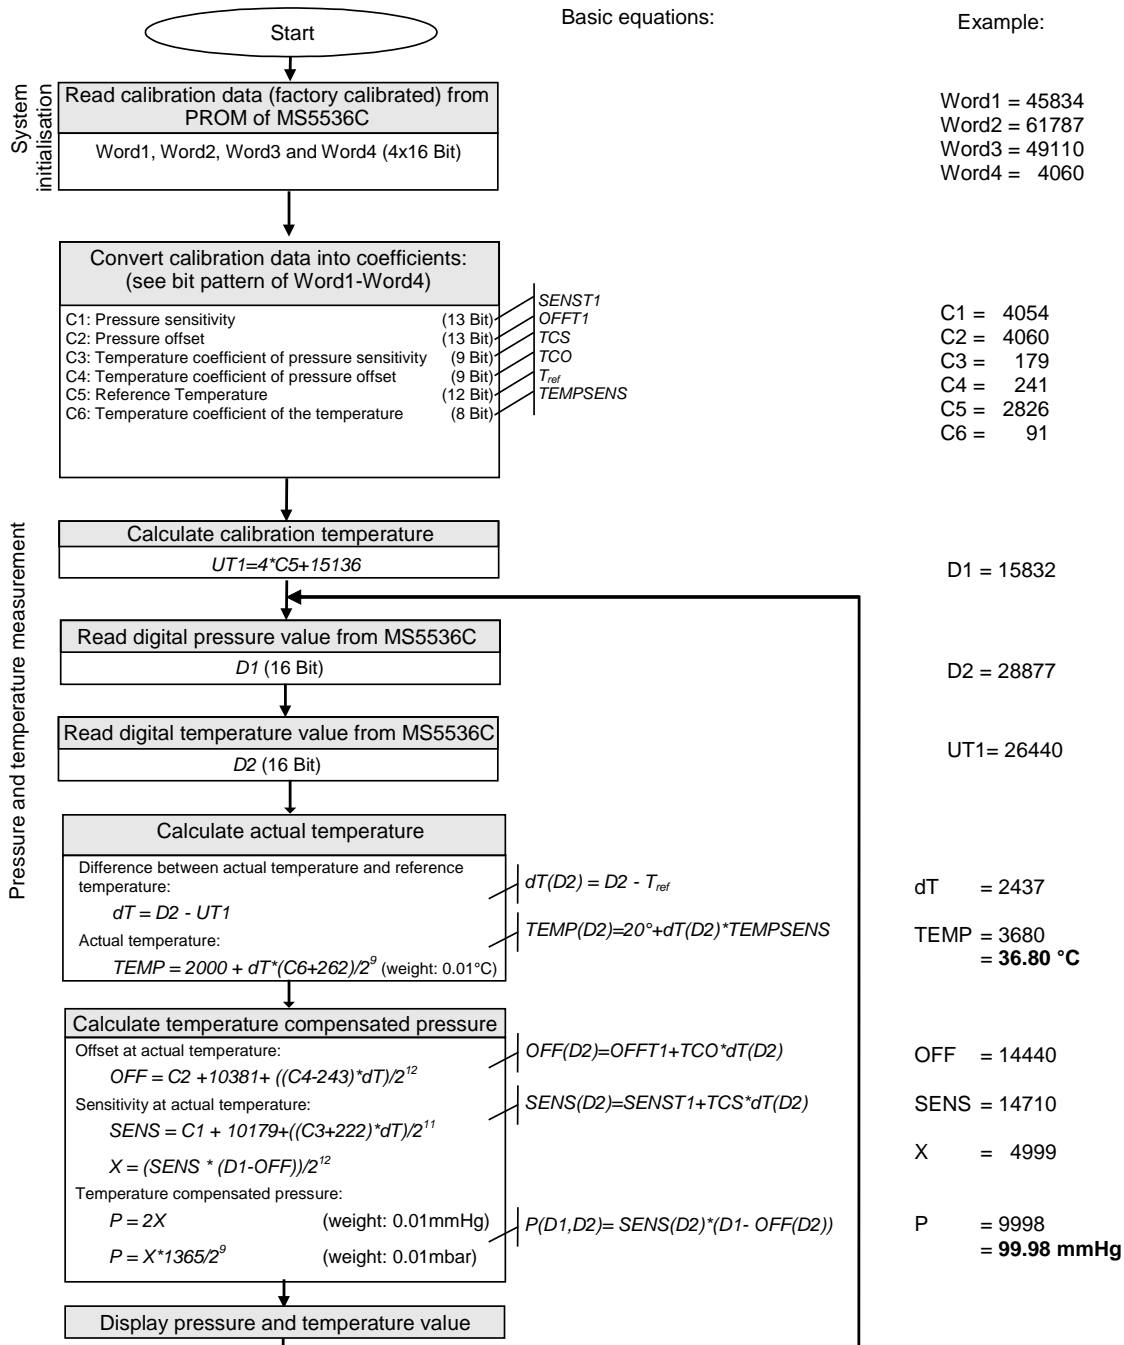 Start
Basic equations:
Example:
System
initialisation
Read calibration data (factory calibrated) from
PROM of MS5536C
Word1, Word2, Word3 and Word4 (4x16 Bit)
Word1 = 45834
Word2 = 61787
Word3 = 49110
Word4 = 4060
Convert calibration data into coefficients:
(see bit pattern of Word1-Word4)
C1: Pressure sensitivity (13 Bit)
C2: Pressure offset (13 Bit)
C3: Temperature coefficient of pressure sensitivity (9 Bit)
C4: Temperature coefficient of pressure offset (9 Bit)
C5: Reference Temperature (12 Bit)
C6: Temperature coefficient of the temperature (8 Bit)
SENST1
OFFT1
TCS
TCO
Tref
TEMPSENS
C1 = 4054
C2 = 4060
C3 = 179
C4 = 241
C5 = 2826
C6 = 91
Pressure and temperature measurement
Calculate calibration temperature
UT1=4*C5+15136
D1 = 15832
Read digital pressure value from MS5536C
D1 (16 Bit)
D2 = 28877
Read digital temperature value from MS5536C
D2 (16 Bit)
UT1= 26440
Calculate actual temperature
Difference between actual temperature and reference
temperature:
dT = D2 - UT1
Actual temperature:
TEMP = 2000 + dT*(C6+262)/2⁹ (weight: 0.01°C)
dT(D2) = D2 - Tref
TEMP(D2)=20°+dT(D2)*TEMPSENS
dT = 2437
TEMP = 3680
= 36.80 °C
Calculate temperature compensated pressure
Offset at actual temperature:
OFF = C2 +10381+ ((C4-243)*dT)/2¹²
Sensitivity at actual temperature:
SENS = C1 + 10179+((C3+222)*dT)/2¹¹
X = (SENS * (D1-OFF))/2¹²
Temperature compensated pressure:
P = 2X (weight: 0.01mmHg)
P = X*1365/2⁹ (weight: 0.01mbar)
OFF(D2)=OFFT1+TCO*dT(D2)
SENS(D2)=SENST1+TCS*dT(D2)
P(D1,D2)= SENS(D2)*(D1- OFF(D2))
OFF = 14440
SENS = 14710
X = 4999
P = 9998
= 99.98 mmHg
Display pressure and temperature value